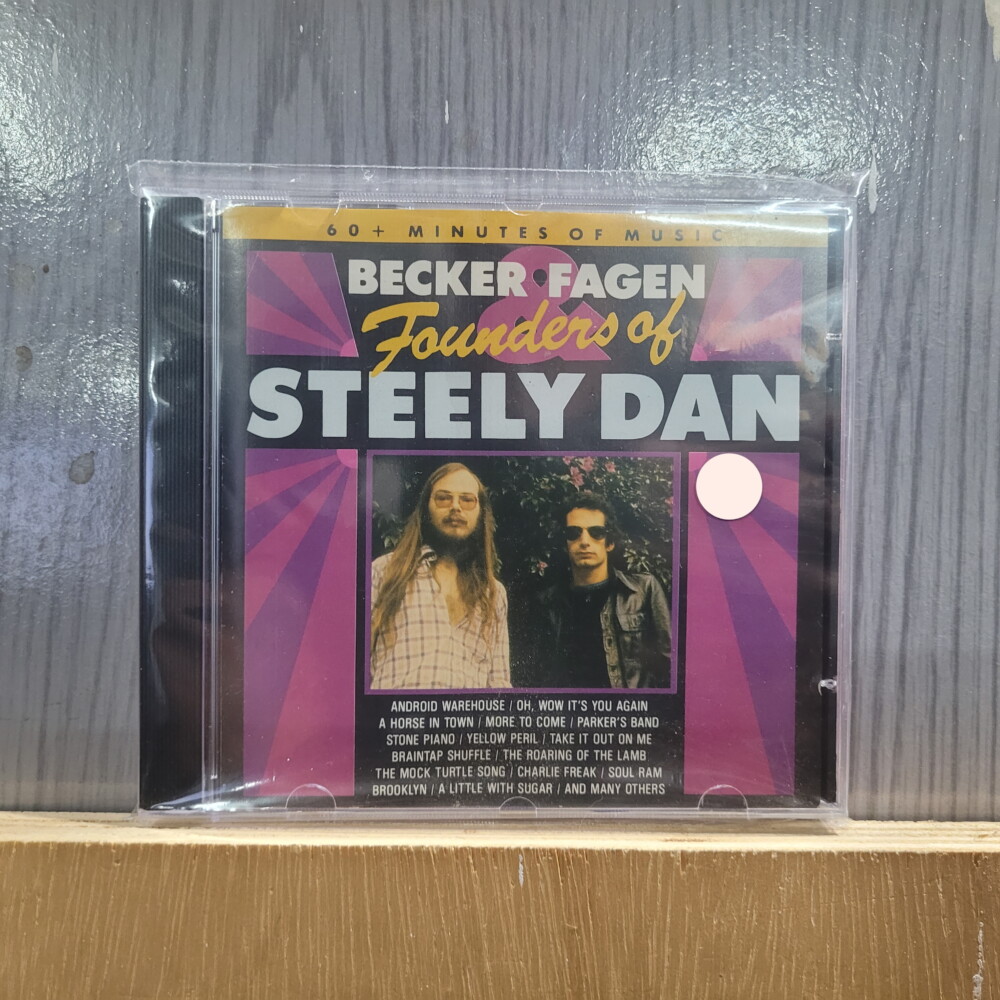 60+ MINUTES OF MUSIC
BECKER & FAGEN
Founders of
STEELY DAN
ANDROID WAREHOUSE / OH, WOW IT'S YOU AGAIN
A HORSE IN TOWN / MORE TO COME / PARKER'S BAND
STONE PIANO / YELLOW PERIL / TAKE IT OUT ON ME
BRAINTAP SHUFFLE / THE ROARING OF THE LAMB
THE MOCK TURTLE SONG / CHARLIE FREAK / SOUL RAM
BROOKLYN / A LITTLE WITH SUGAR / AND MANY OTHERS